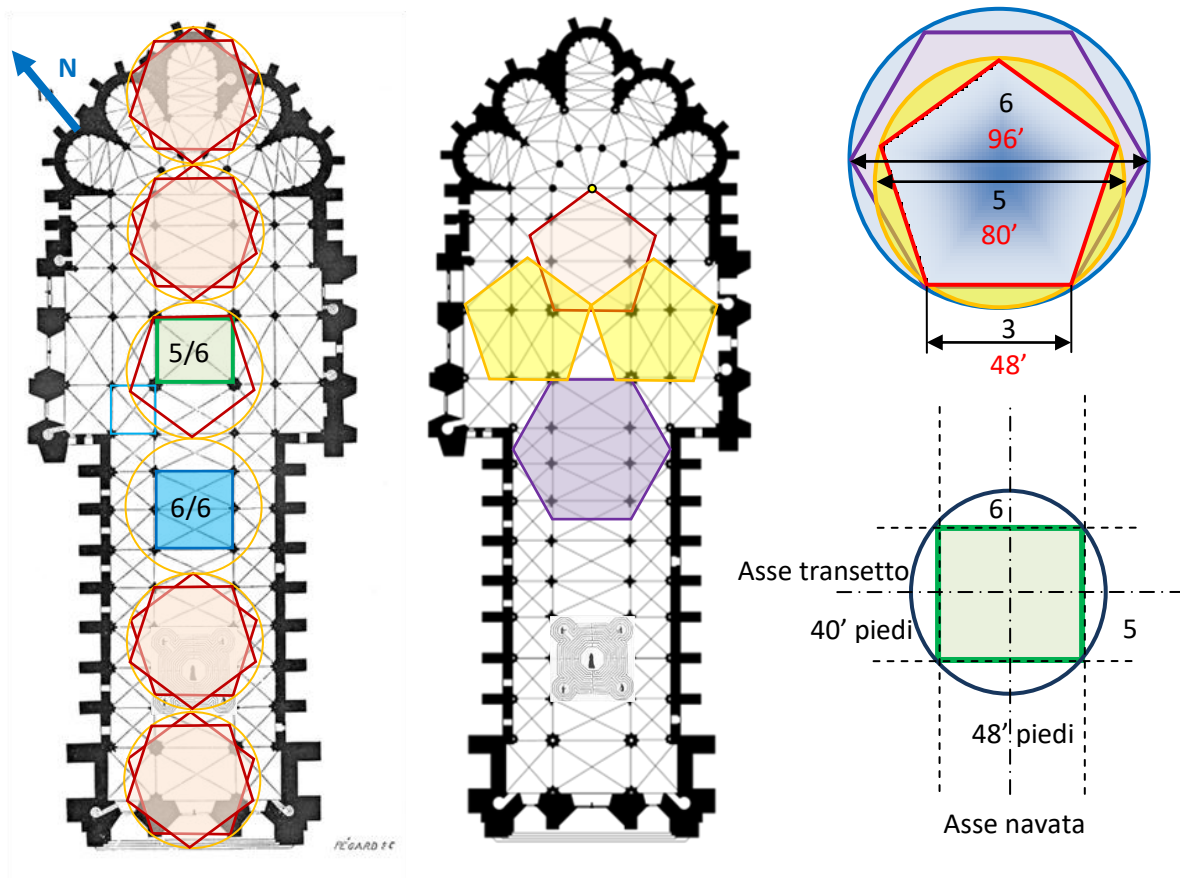 N
5/6
6/6
PÉGARD SC
6
96'
5
80'
3
48'
6
Asse transetto
40' piedi
5
48' piedi
Asse navata